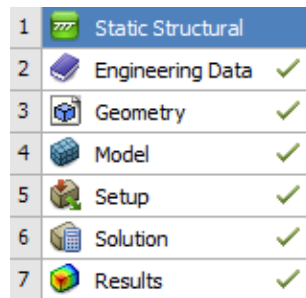 1 Static Structural
2 Engineering Data
3 Geometry
4 Model
5 Setup
6 Solution
7 Results